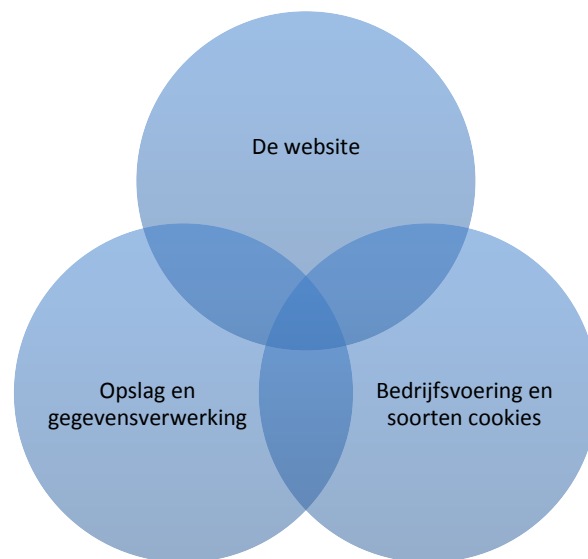 De website
Opslag en
gegevensverwerking
Bedrijfsvoering en
soorten cookies